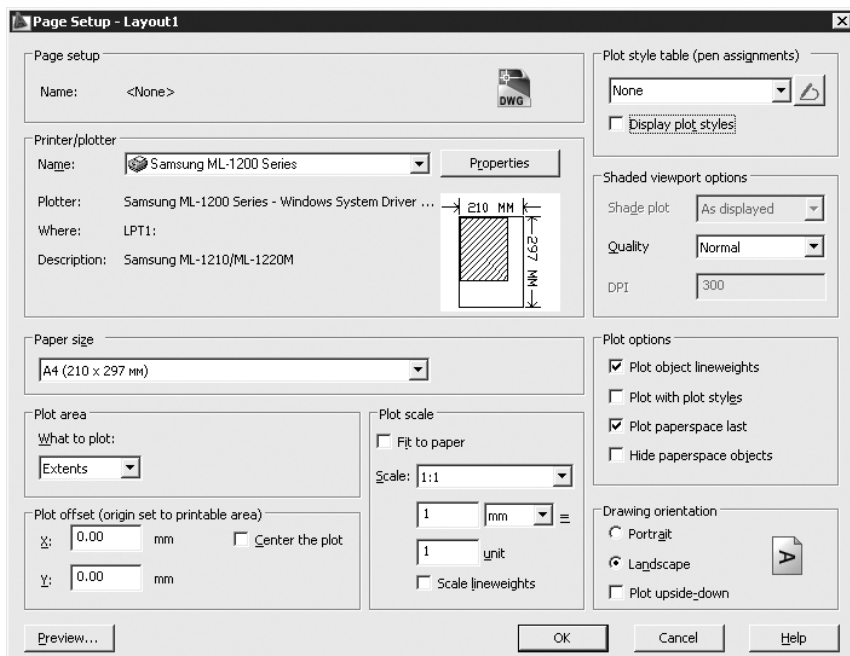 Page Setup - Layout1
Page setup
Name: <None>
DWG
Plot style table (pen assignments)
None
Display plot styles
Printer/plotter
Name: Samsung ML-1200 Series
Properties
Plotter: Samsung ML-1200 Series - Windows System Driver ...
Where: LPT1:
Description: Samsung ML-1210/ML-1220M
210 MM
297 MM
Shaded viewport options
Shade plot As displayed
Quality Normal
DPI 300
Paper size
A4 (210 x 297 мм)
Plot options
Plot object lineweights
Plot with plot styles
Plot paperspace last
Hide paperspace objects
Plot area
What to plot:
Extents
Plot scale
Fit to paper
Scale: 1:1
1 mm =
1 unit
Scale lineweights
Plot offset (origin set to printable area)
X: 0.00 mm Center the plot
Y: 0.00 mm
Drawing orientation
Portrait
Landscape
Plot upside-down
A
Preview...
OK
Cancel
Help